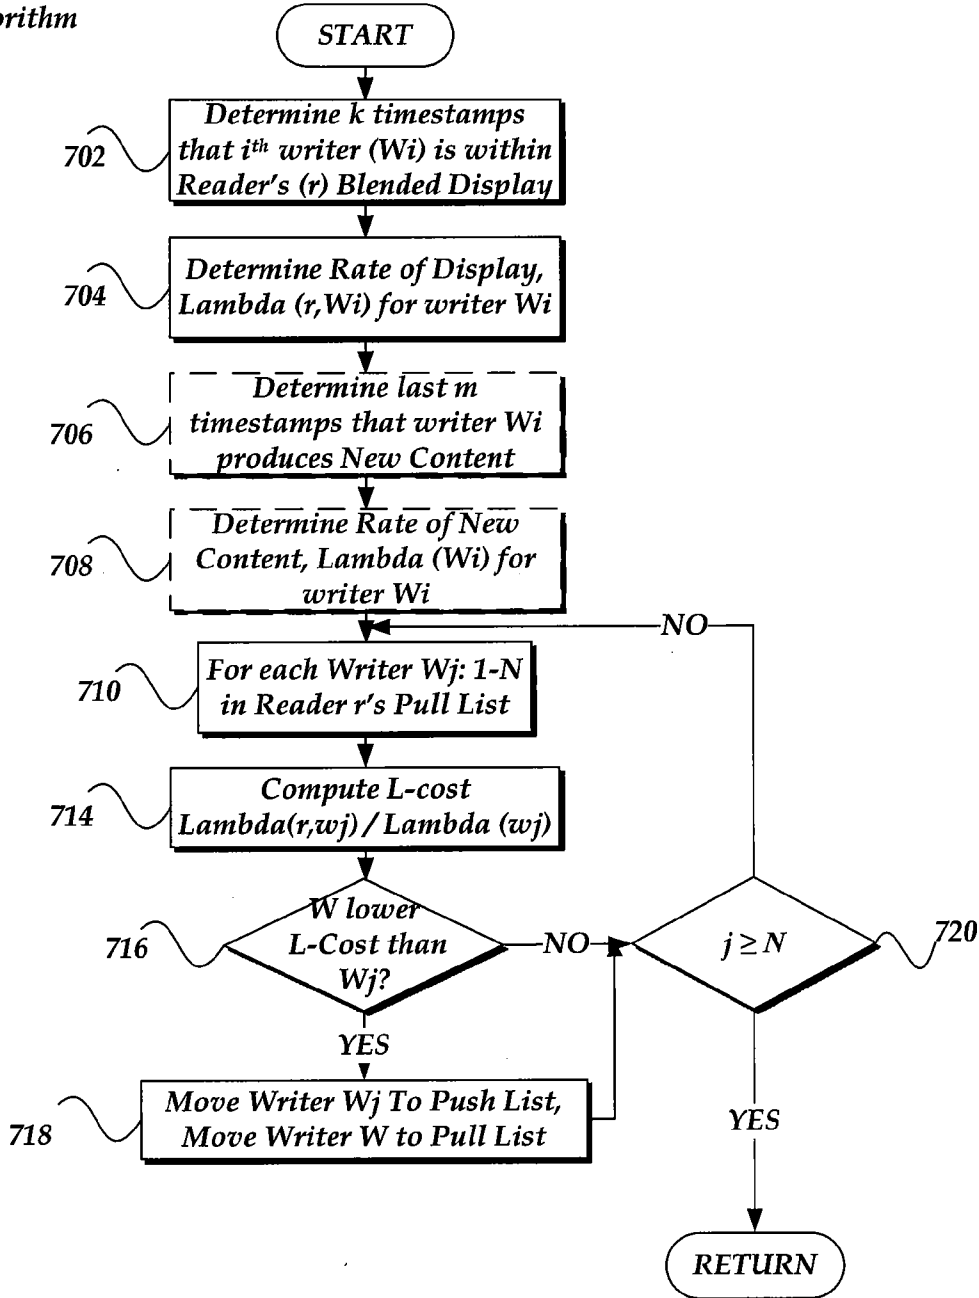 START
Determine k timestamps
that ith writer (Wi) is within
Reader's (r) Blended Display
702
Determine Rate of Display,
Lambda (r,Wi) for writer Wi
704
Determine last m
timestamps that writer Wi
produces New Content
706
Determine Rate of New
Content, Lambda (Wi) for
writer Wi
708
NO
For each Writer Wj: 1-N
in Reader r's Pull List
710
Compute L-cost
Lambda(r,wj) / Lambda (wj)
714
W lower
L-Cost than
Wj?
716
NO
j ≥ N
720
YES
Move Writer Wj To Push List,
Move Writer W to Pull List
718
YES
RETURN